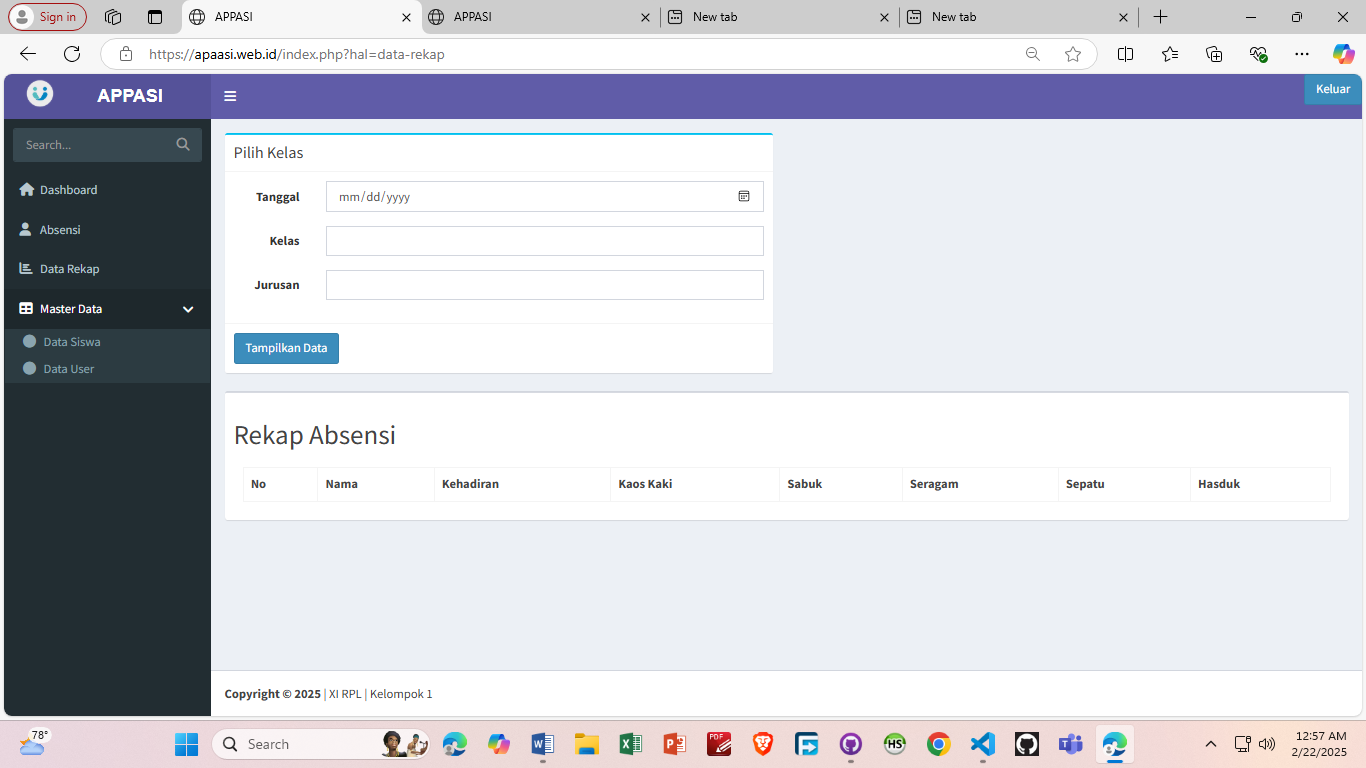 Sign in
APPASI
APPASI
New tab
New tab
https://apaasi.web.id/index.php?hal=data-rekap
APPASI
Keluar
Search...
Dashboard
Absensi
Data Rekap
Master Data
Data Siswa
Data User
Pilih Kelas
Tanggal
mm/dd/yyyy
Kelas
Jurusan
Tampilkan Data
Rekap Absensi
No Nama Kehadiran Kaos Kaki Sabuk Seragam Sepatu Hasduk
Copyright © 2025 | XI RPL | Kelompok 1
78°
Search
PDF
HS
12:57 AM
2/22/2025